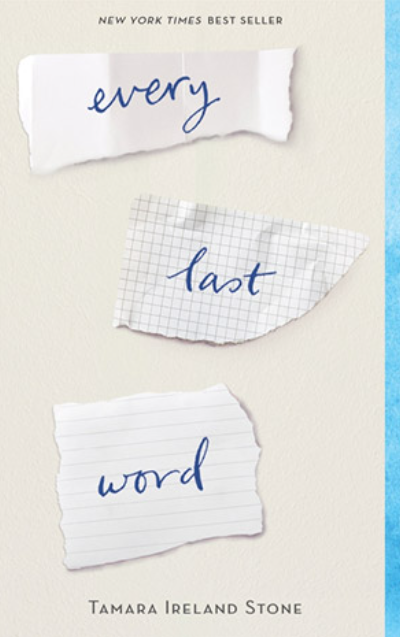 NEW YORK TIMES BEST SELLER
every
last
word
TAMARA IRELAND STONE